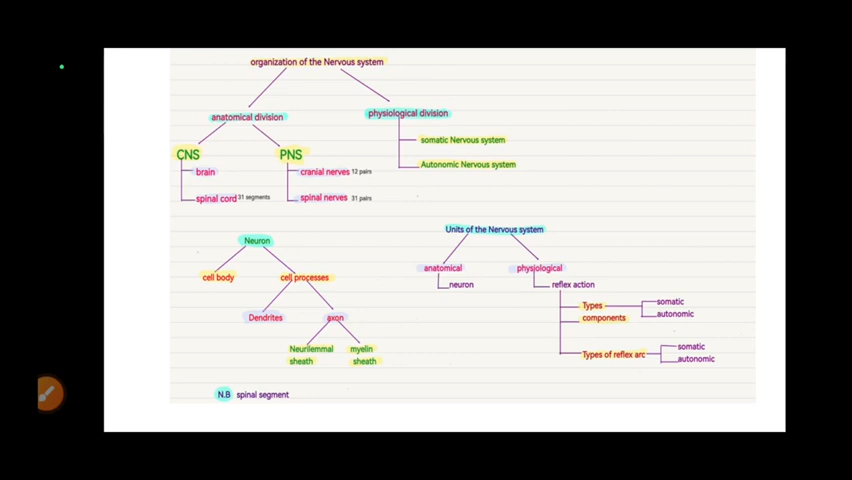 organization of the Nervous system
anatomical division
physiological division
CNS
PNS
somatic Nervous system
Autonomic Nervous system
brain
cranial nerves 12 pairs
spinal cord 31 segments
spinal nerves 31 pairs
Neuron
cell body
cell processes
Dendrites
axon
Neurilemmal
sheath
myelin
sheath
Units of the Nervous system
anatomical
physiological
neuron
reflex action
Types
somatic
autonomic
components
Types of reflex arc
somatic
autonomic
N.B spinal segment